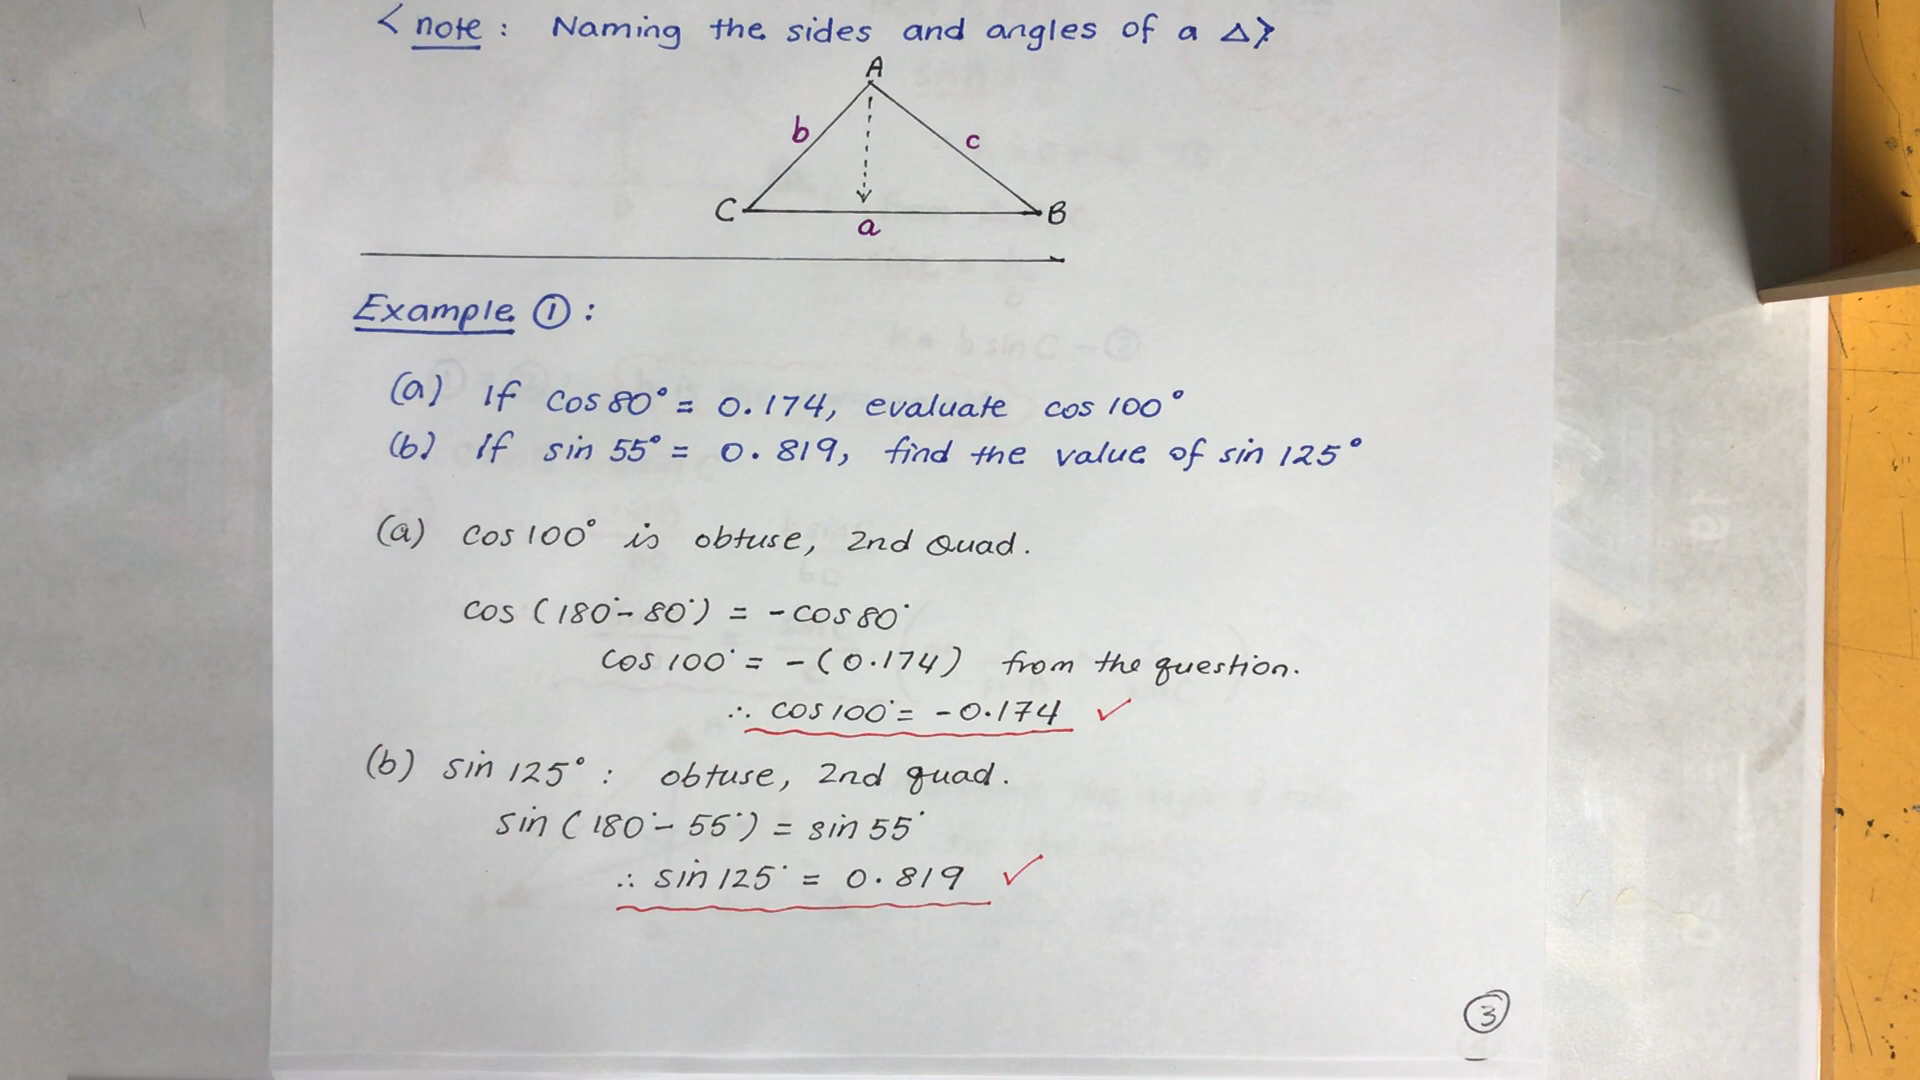 < note : Naming the sides and angles of a Δ>
A
b
c
C
B
a
Example ① :
(a) If cos 80° = 0.174, evaluate cos 100°
(b) If sin 55° = 0.819, find the value of sin 125°
(a) cos 100° is obtuse, 2nd Quad.
cos (180° - 80°) = - cos 80°
cos 100° = - (0.174) from the question.
∴ cos 100° = - 0.174 ✓
(b) sin 125° : obtuse, 2nd quad.
sin (180° - 55°) = sin 55°
∴ sin 125° = 0.819 ✓
③